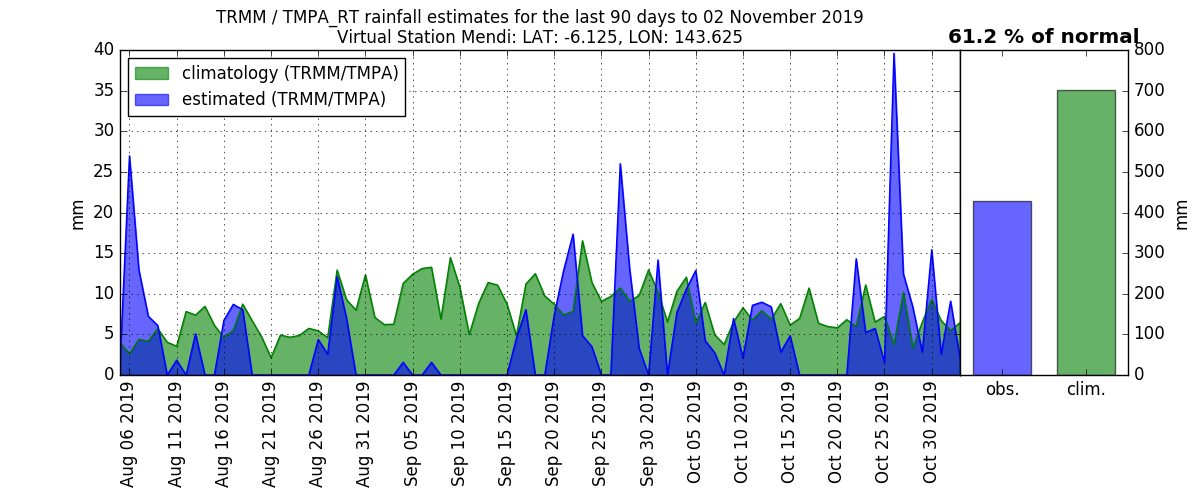 TRMM / TMPA_RT rainfall estimates for the last 90 days to 02 November 2019
Virtual Station Mendi: LAT: -6.125, LON: 143.625
61.2 % of normal
climatology (TRMM/TMPA)
estimated (TRMM/TMPA)
mm
40
35
30
25
20
15
10
5
0
800
700
600
500
400
300
200
100
0
mm
Aug 06 2019
Aug 11 2019
Aug 16 2019
Aug 21 2019
Aug 26 2019
Aug 31 2019
Sep 05 2019
Sep 10 2019
Sep 15 2019
Sep 20 2019
Sep 25 2019
Sep 30 2019
Oct 05 2019
Oct 10 2019
Oct 15 2019
Oct 20 2019
Oct 25 2019
Oct 30 2019
obs.
clim.